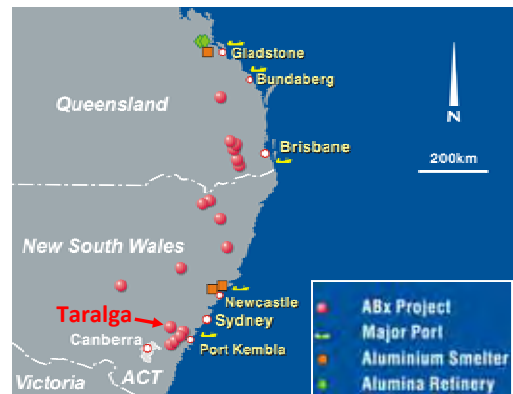 Gladstone
Bundaberg
Queensland
Brisbane
N
200km
New South Wales
Newcastle
Taralga
Sydney
Canberra
Port Kembla
ACT
Victoria
ABx Project
Major Port
Aluminium Smelter
Alumina Refinery